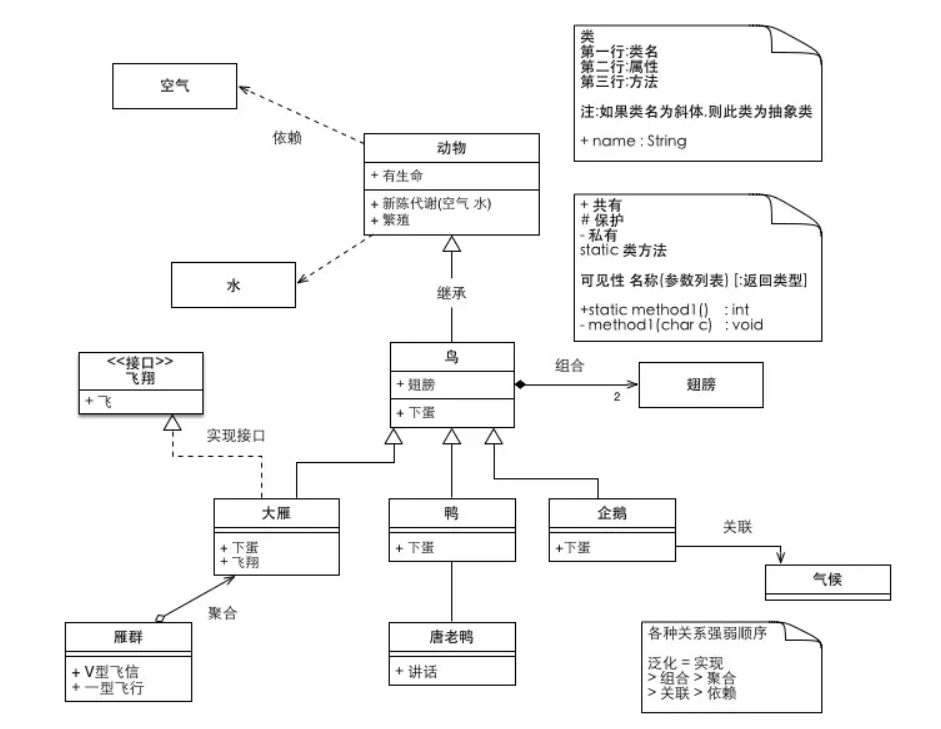 类
第一行:类名
第二行:属性
第三行:方法
注:如果类名为斜体,则此类为抽象类
+ name : String
空气
依赖
动物
+ 有生命
+ 新陈代谢(空气 水)
+ 繁殖
+ 共有
# 保护
- 私有
static 类方法
可见性 名称(参数列表) [:返回类型]
+static method1() : int
- method1(char c) : void
水
继承
<<接口>>
飞翔
+ 飞
鸟
+ 翅膀
+ 下蛋
组合
2
翅膀
实现接口
大雁
+ 下蛋
+ 飞翔
鸭
+ 下蛋
企鹅
+下蛋
关联
气候
聚合
雁群
+ V型飞信
+ 一型飞行
唐老鸭
+ 讲话
各种关系强弱顺序
泛化 = 实现
> 组合 > 聚合
> 关联 > 依赖